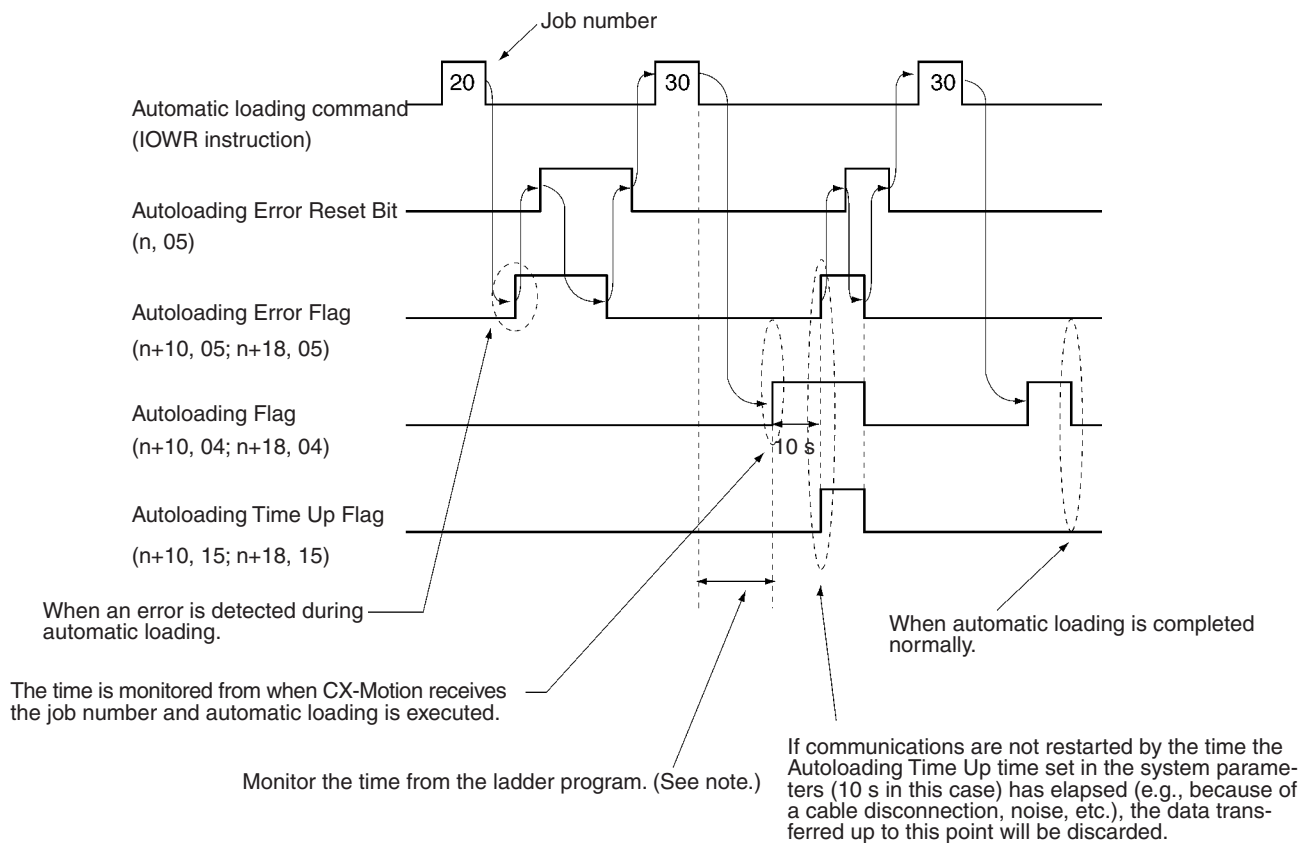 Job number
20
30
30
Automatic loading command
(IOWR instruction)
Autoloading Error Reset Bit
(n, 05)
Autoloading Error Flag
(n+10, 05; n+18, 05)
Autoloading Flag
(n+10, 04; n+18, 04)
10 s
Autoloading Time Up Flag
(n+10, 15; n+18, 15)
When an error is detected during
automatic loading.
When automatic loading is completed
normally.
The time is monitored from when CX-Motion receives
the job number and automatic loading is executed.
Monitor the time from the ladder program. (See note.)
If communications are not restarted by the time the
Autoloading Time Up time set in the system parame-
ters (10 s in this case) has elapsed (e.g., because of
a cable disconnection, noise, etc.), the data trans-
ferred up to this point will be discarded.